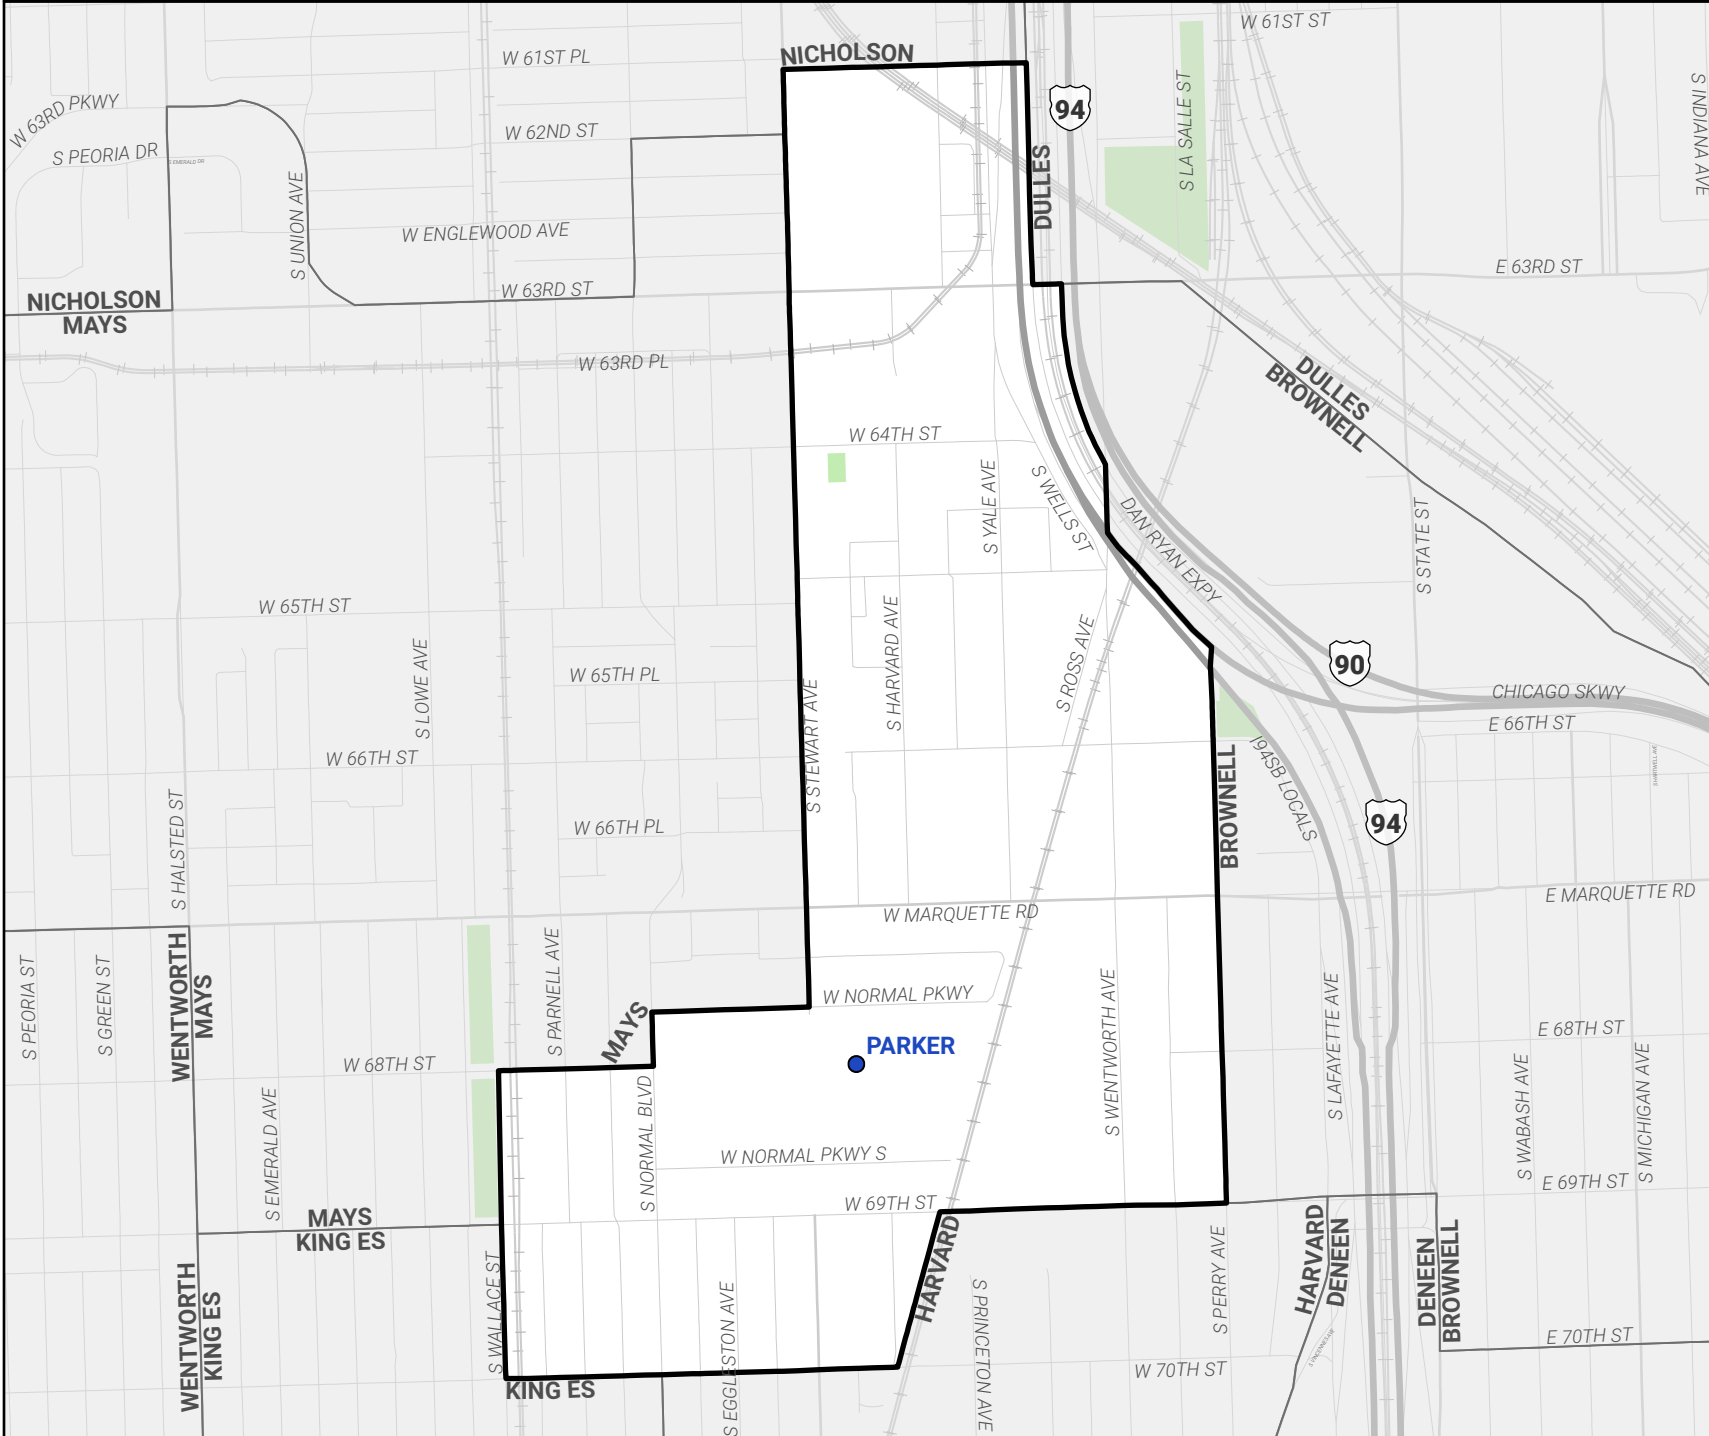 W 61ST ST
W 61ST PL
NICHOLSON
94
W 63RD PKWY
S PEORIA DR
S EMERALD DR
W 62ND ST
S UNION AVE
W ENGLEWOOD AVE
DULLES
S LA SALLE ST
S INDIANA AVE
E 63RD ST
W 63RD ST
NICHOLSON
MAYS
W 63RD PL
DULLES
BROWNELL
W 64TH ST
S YALE AVE
S WELLS ST
DAN RYAN EXPY
S STATE ST
W 65TH ST
S LOWE AVE
W 65TH PL
S HARVARD AVE
S ROSS AVE
90
CHICAGO SKWY
E 66TH ST
S STEWART AVE
W 66TH ST
BROWNELL
I94SB LOCALS
94
S HALSTED ST
W 66TH PL
E MARQUETTE RD
W MARQUETTE RD
S PEORIA ST
S GREEN ST
WENTWORTH
MAYS
S PARNELL AVE
MAYS
W NORMAL PKWY
PARKER
S WENTWORTH AVE
S LAFAYETTE AVE
E 68TH ST
W 68TH ST
S EMERALD AVE
S NORMAL BLVD
W NORMAL PKWY S
S WABASH AVE
S MICHIGAN AVE
E 69TH ST
W 69TH ST
MAYS
KING ES
WENTWORTH
KING ES
S WALLACE ST
S EGGLESTON AVE
HARVARD
S PRINCETON AVE
S PERRY AVE
HARVARD
DENEEN
S VINCENNES AVE
DENEEN
BROWNELL
E 70TH ST
W 70TH ST
KING ES